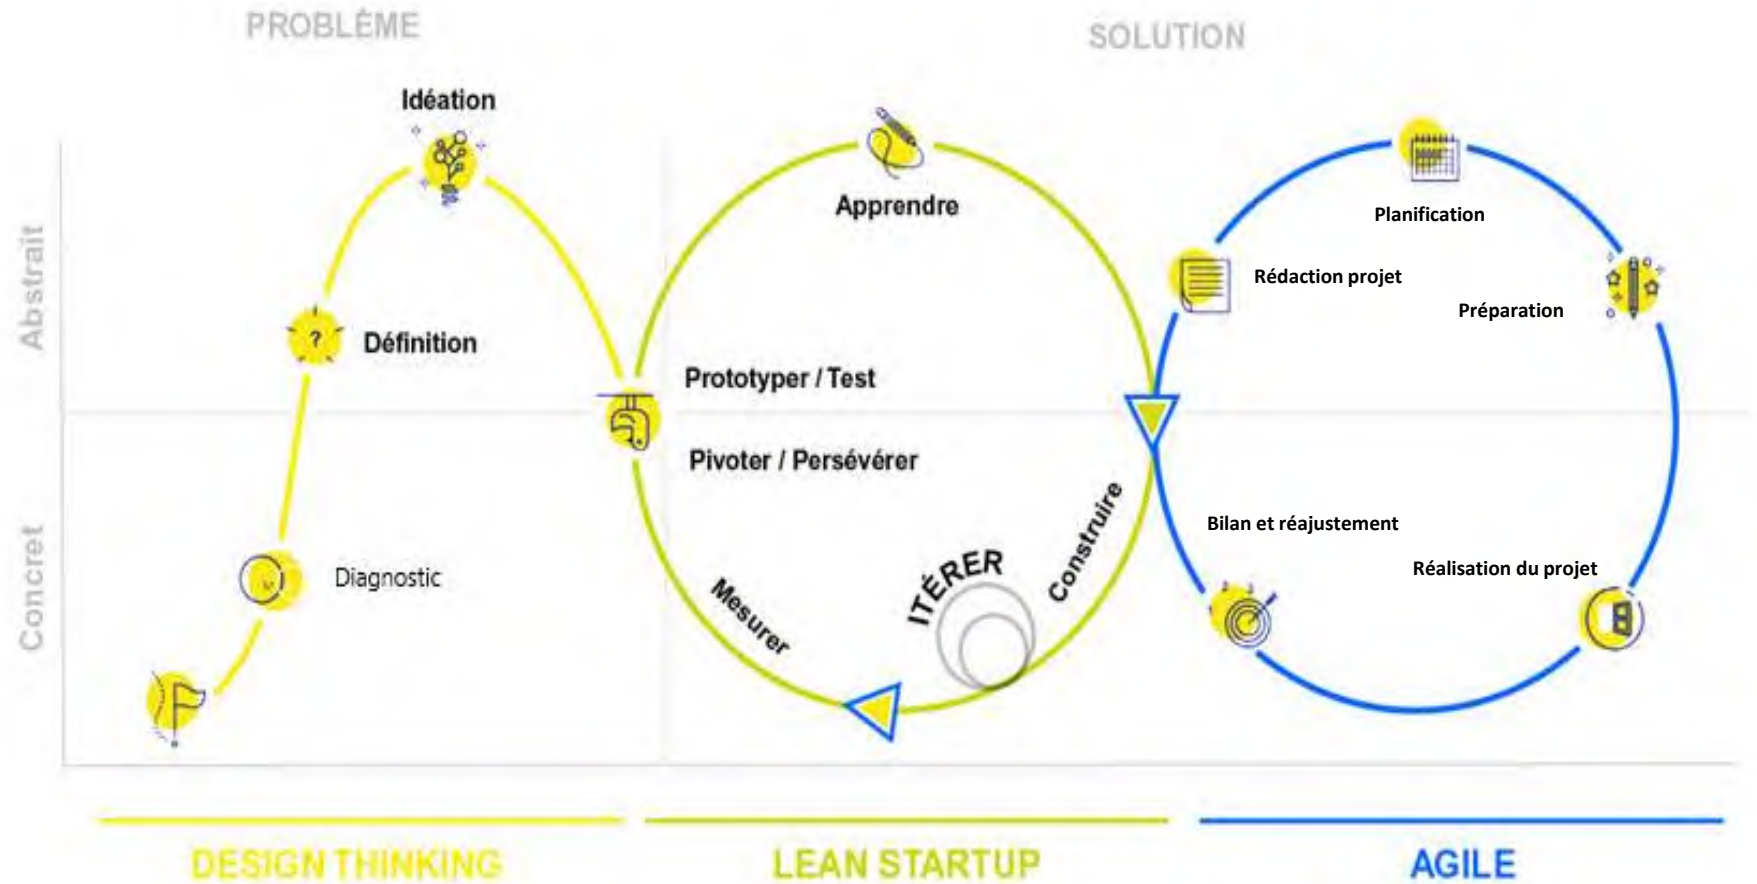 PROBLÈME
SOLUTION
Idéation
Apprendre
Planification
Abstrait
Rédaction projet
Préparation
?
Définition
Prototyper / Test
Pivoter / Persévérer
Concret
Diagnostic
Mesurer
ITÉRER
Construire
Bilan et réajustement
Réalisation du projet
DESIGN THINKING
LEAN STARTUP
AGILE